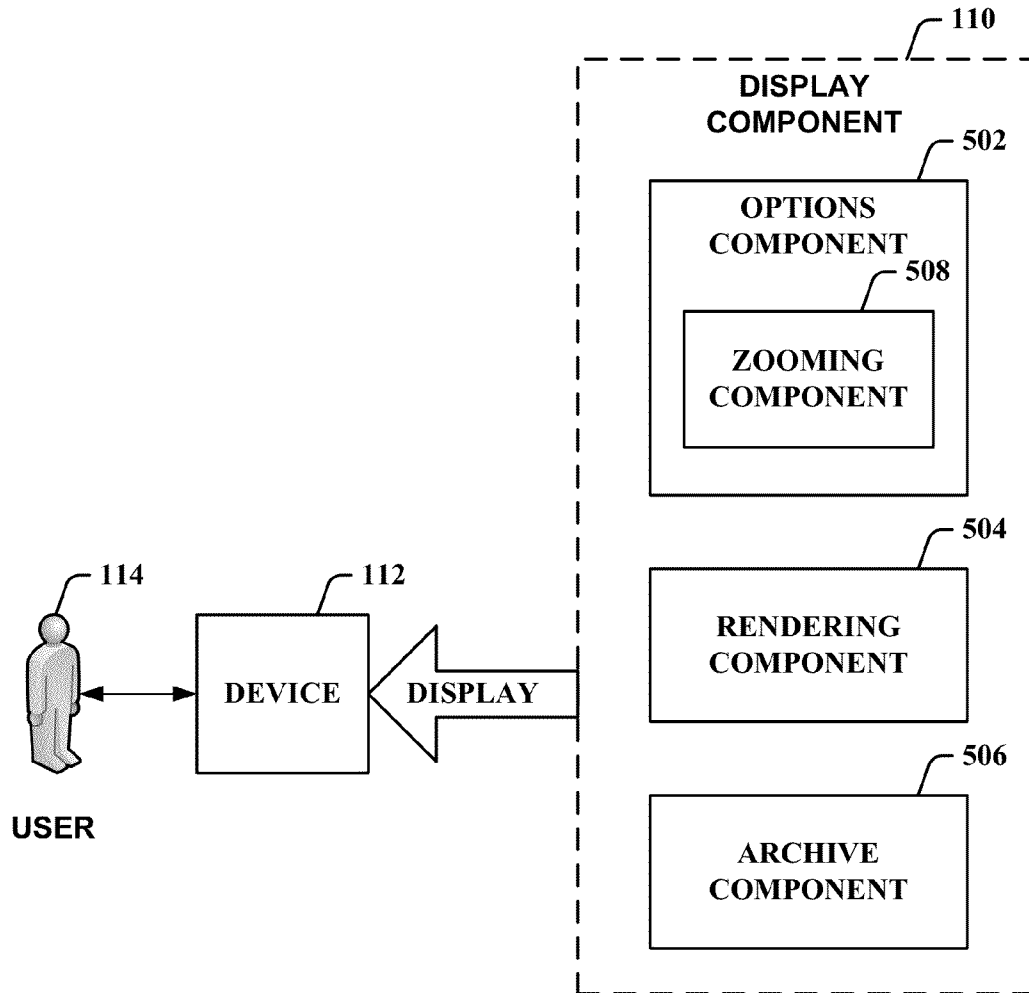 110
DISPLAY
COMPONENT
502
OPTIONS
COMPONENT
508
ZOOMING
COMPONENT
504
RENDERING
COMPONENT
114
112
DEVICE
DISPLAY
USER
506
ARCHIVE
COMPONENT